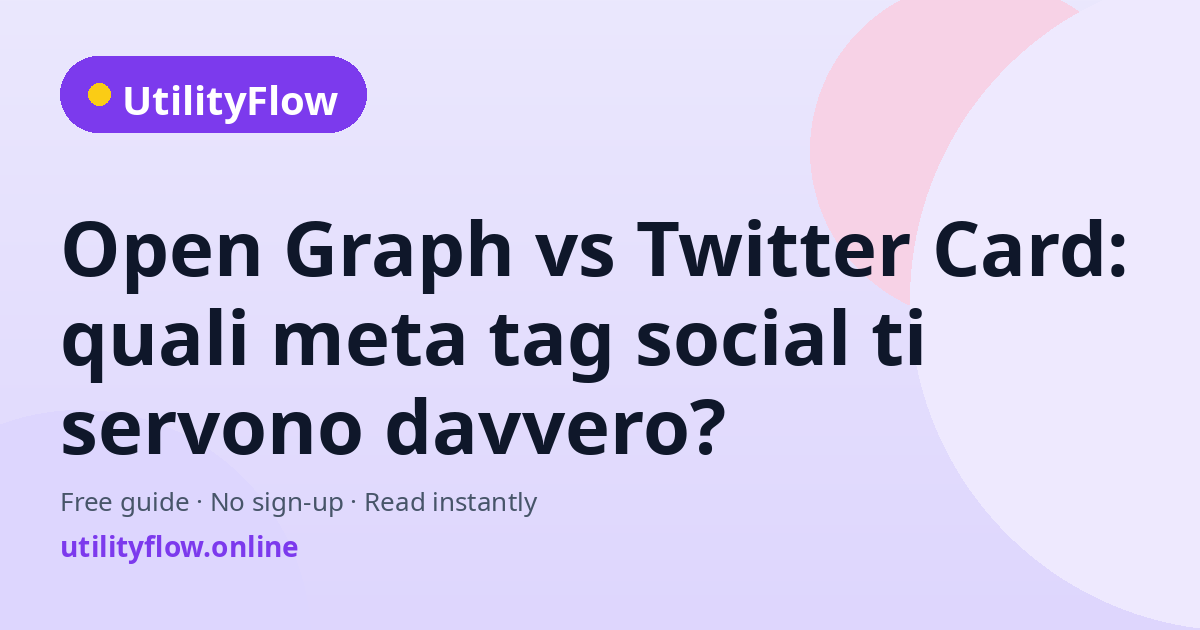 UtilityFlow
Open Graph vs Twitter Card:
quali meta tag social ti
servono davvero?
Free guide · No sign-up · Read instantly
utilityflow.online